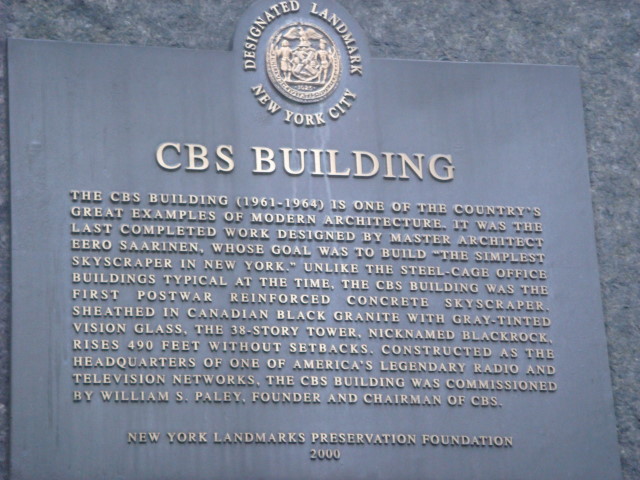 DESIGNATED LANDMARK
NEW YORK CITY
CBS BUILDING
THE CBS BUILDING (1961-1964) IS ONE OF THE COUNTRY'S
GREAT EXAMPLES OF MODERN ARCHITECTURE. IT WAS THE
LAST COMPLETED WORK DESIGNED BY MASTER ARCHITECT
EERO SAARINEN, WHOSE GOAL WAS TO BUILD "THE SIMPLEST
SKYSCRAPER IN NEW YORK." UNLIKE THE STEEL-CAGE OFFICE
BUILDINGS TYPICAL AT THE TIME, THE CBS BUILDING WAS THE
FIRST POSTWAR REINFORCED CONCRETE SKYSCRAPER.
SHEATHED IN CANADIAN BLACK GRANITE WITH GRAY-TINTED
VISION GLASS, THE 38-STORY TOWER, NICKNAMED BLACKROCK,
RISES 490 FEET WITHOUT SETBACKS. CONSTRUCTED AS THE
HEADQUARTERS OF ONE OF AMERICA'S LEGENDARY RADIO AND
TELEVISION NETWORKS, THE CBS BUILDING WAS COMMISSIONED
BY WILLIAM S. PALEY, FOUNDER AND CHAIRMAN OF CBS.
NEW YORK LANDMARKS PRESERVATION FOUNDATION
2000